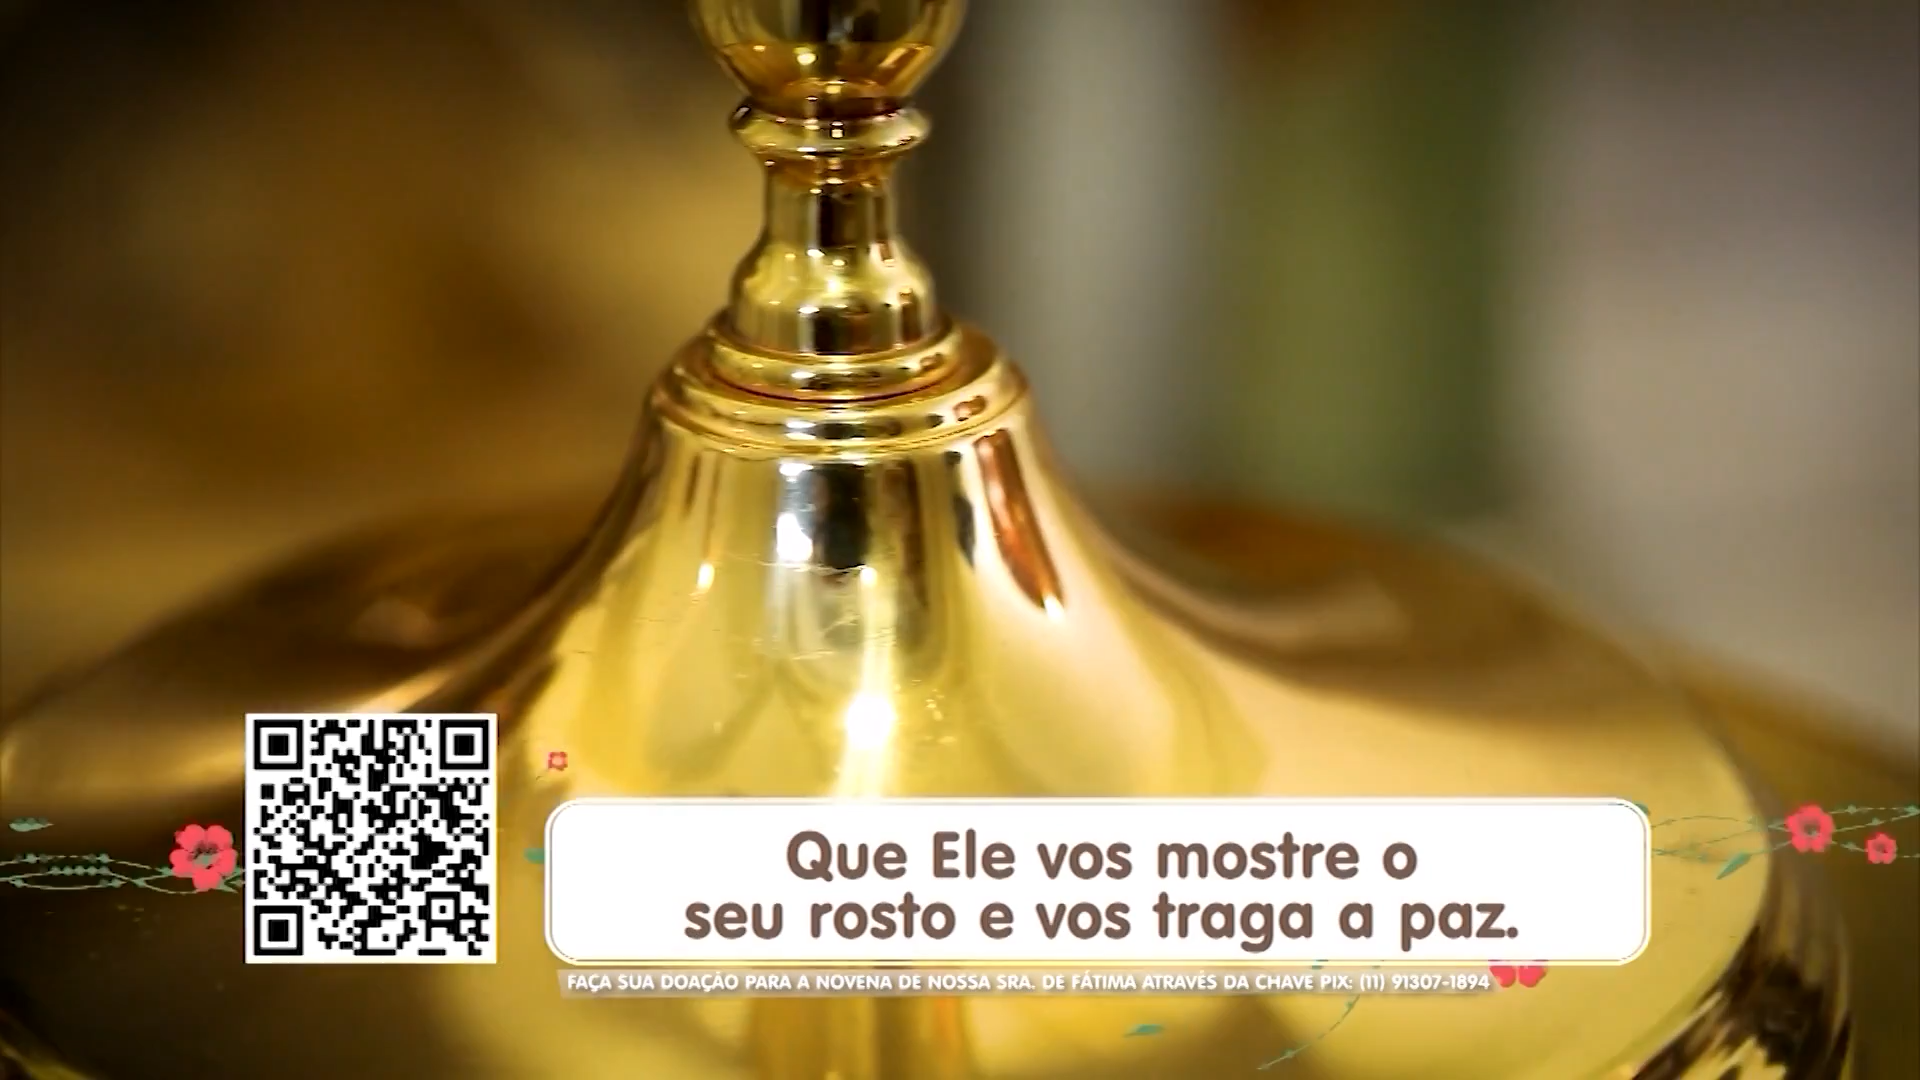 Que Ele vos mostre o
seu rosto e vos traga a paz.
FAÇA SUA DOAÇÃO PARA A NOVENA DE NOSSA SRA. DE FÁTIMA ATRAVÉS DA CHAVE PIX: (11) 91307-1894